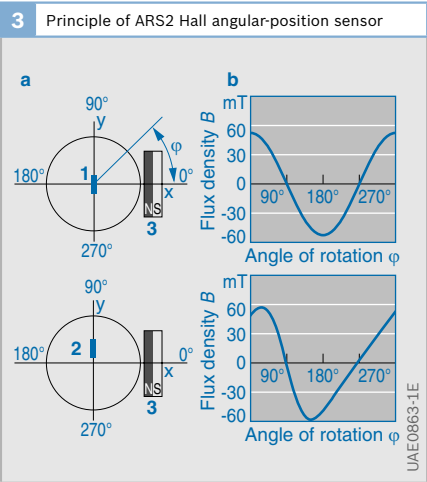 3 Principle of ARS2 Hall angular-position sensor
a
90°
y
φ
180°
1
0°
x
NS
3
270°
b
mT
Flux density B
60
30
0
-30
-60
90° 180° 270°
Angle of rotation φ
90°
y
180°
2
0°
x
NS
3
270°
mT
Flux density B
60
30
0
-30
-60
90° 180° 270°
Angle of rotation φ
UAE0863-1E